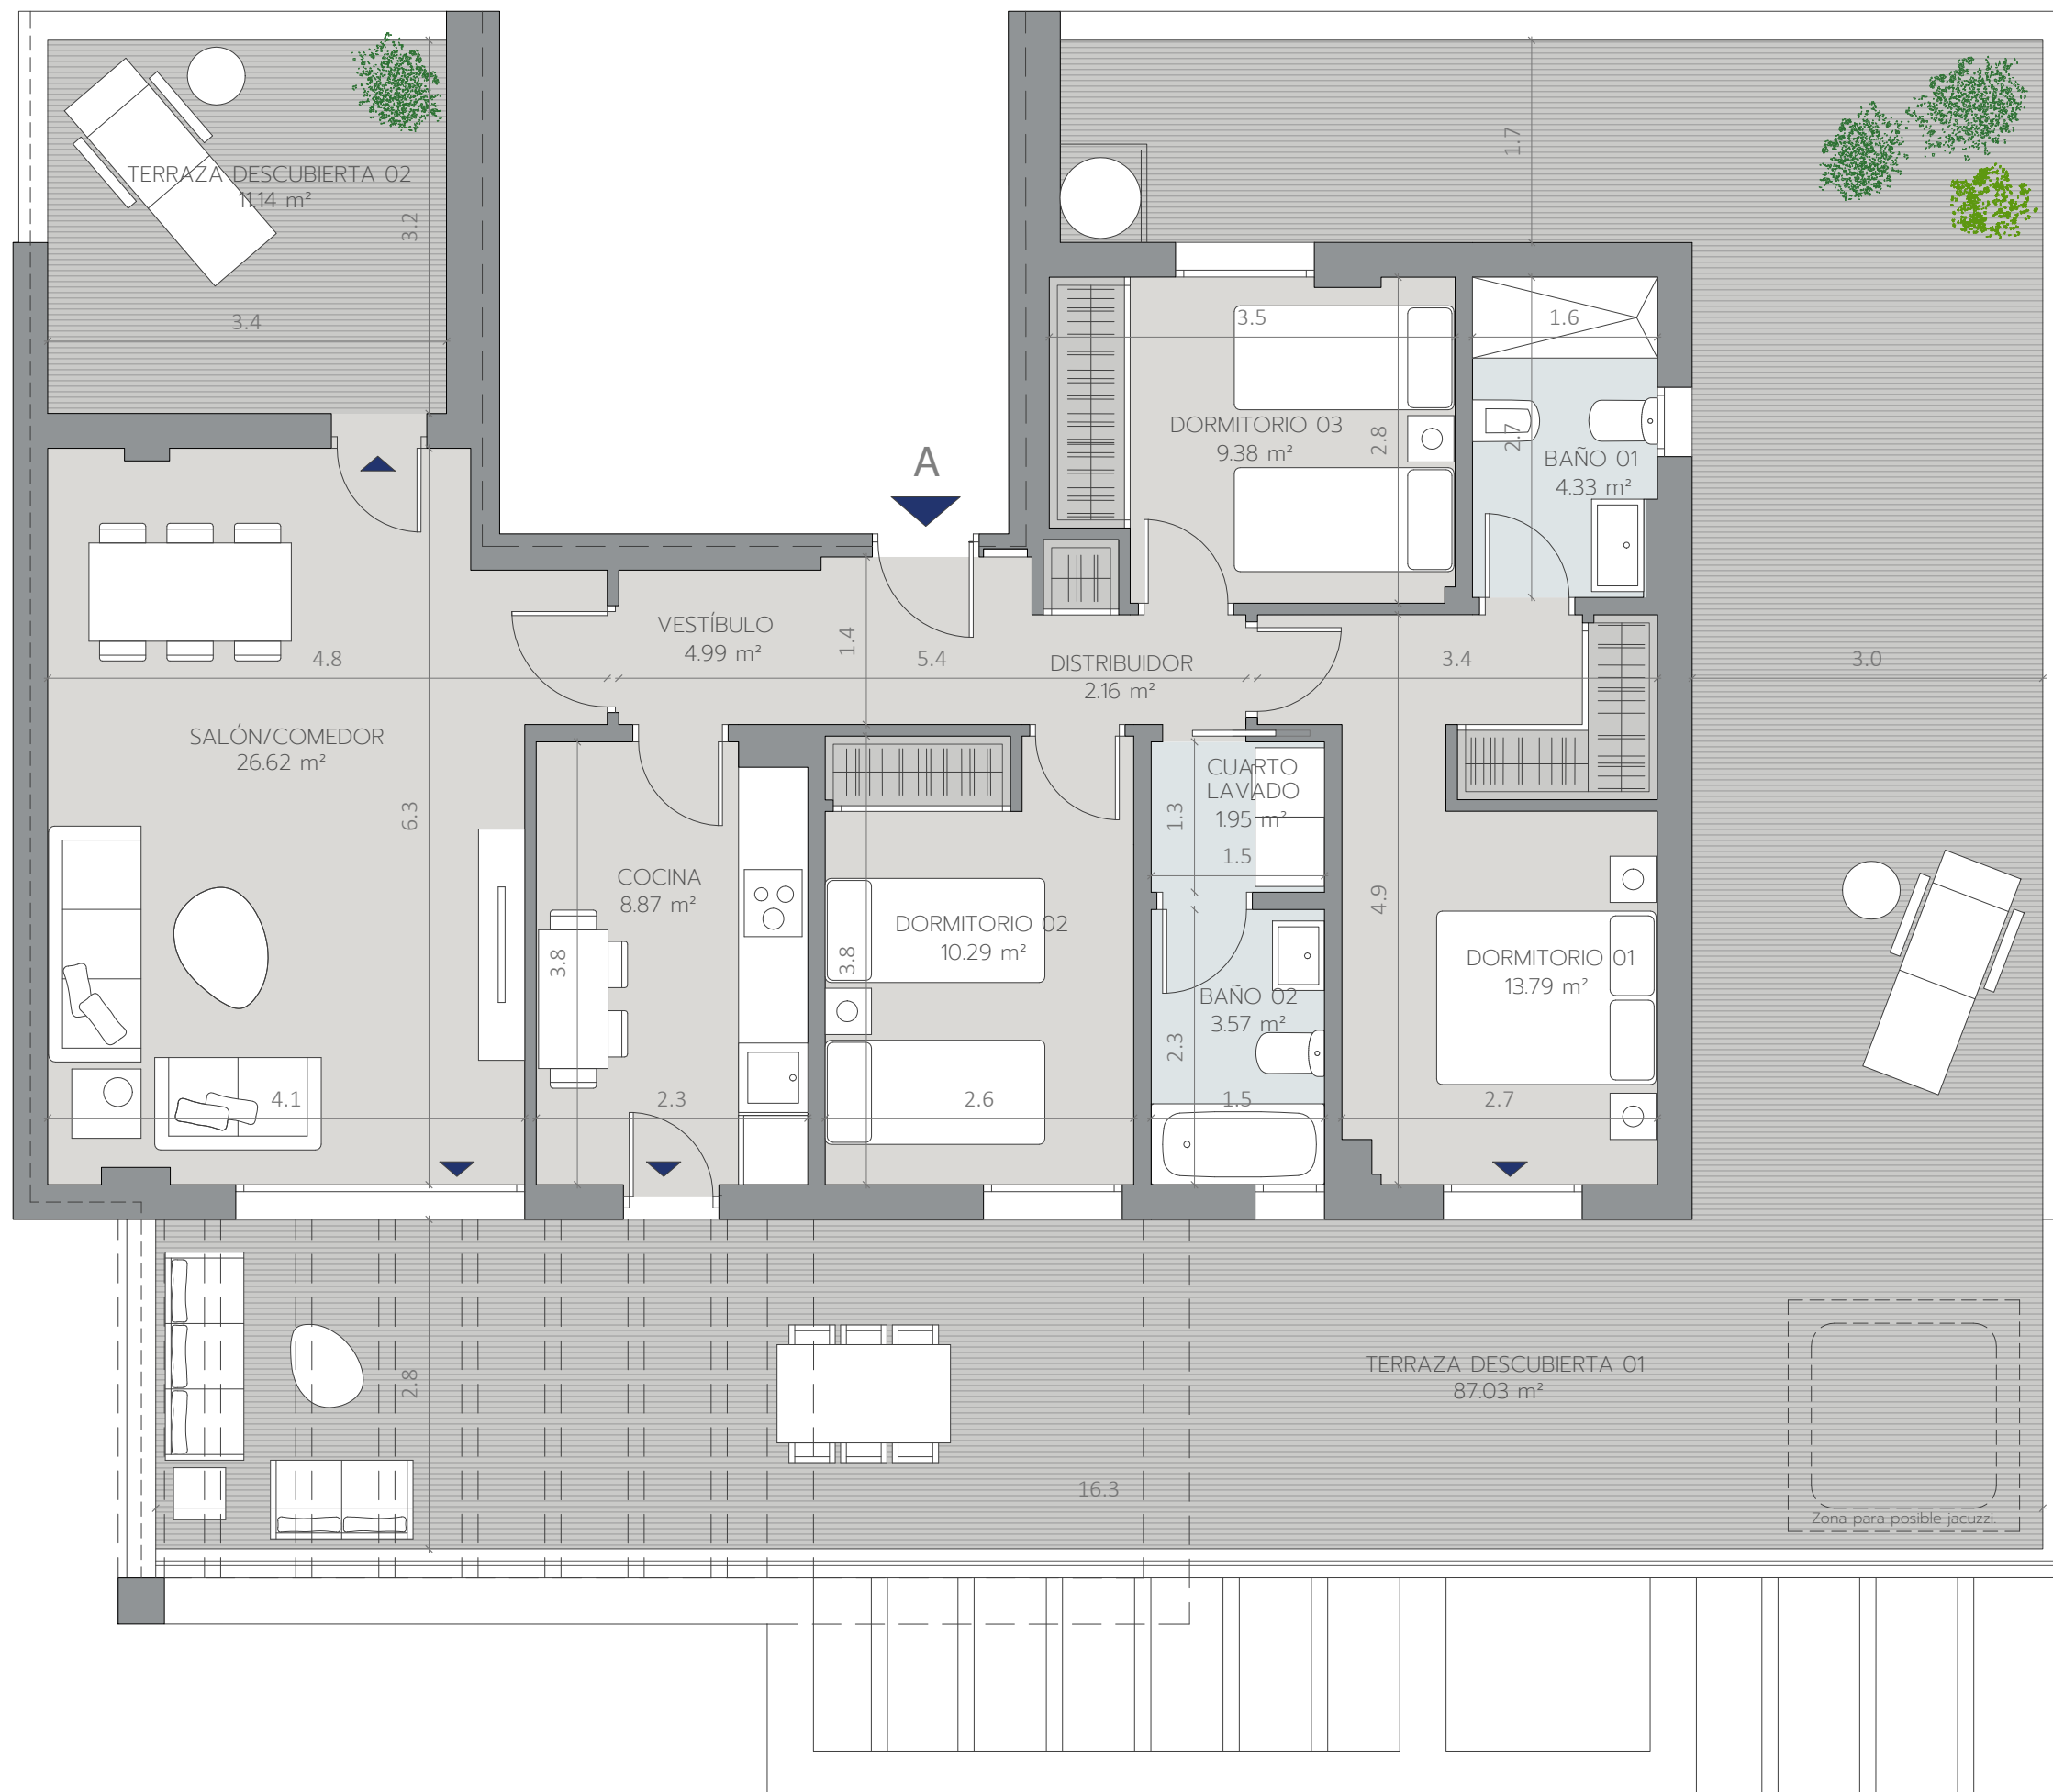 TERRAZA DESCUBIERTA 02
11.14 m²
3.2
3.4
1.7
A
3.5
DORMITORIO 03
9.38 m²
2.8
1.6
2.7
BAÑO 01
4.33 m²
VESTÍBULO
4.99 m²
1.4
5.4
DISTRIBUIDOR
2.16 m²
3.4
3.0
4.8
SALÓN/COMEDOR
26.62 m²
6.3
CUARTO
LAVADO
1.95 m²
1.3
1.5
COCINA
8.87 m²
3.8
DORMITORIO 02
10.29 m²
3.8
4.9
DORMITORIO 01
13.79 m²
BAÑO 02
3.57 m²
2.3
4.1
2.3
2.6
1.5
2.7
2.8
TERRAZA DESCUBIERTA 01
87.03 m²
16.3
Zona para posible jacuzzi.